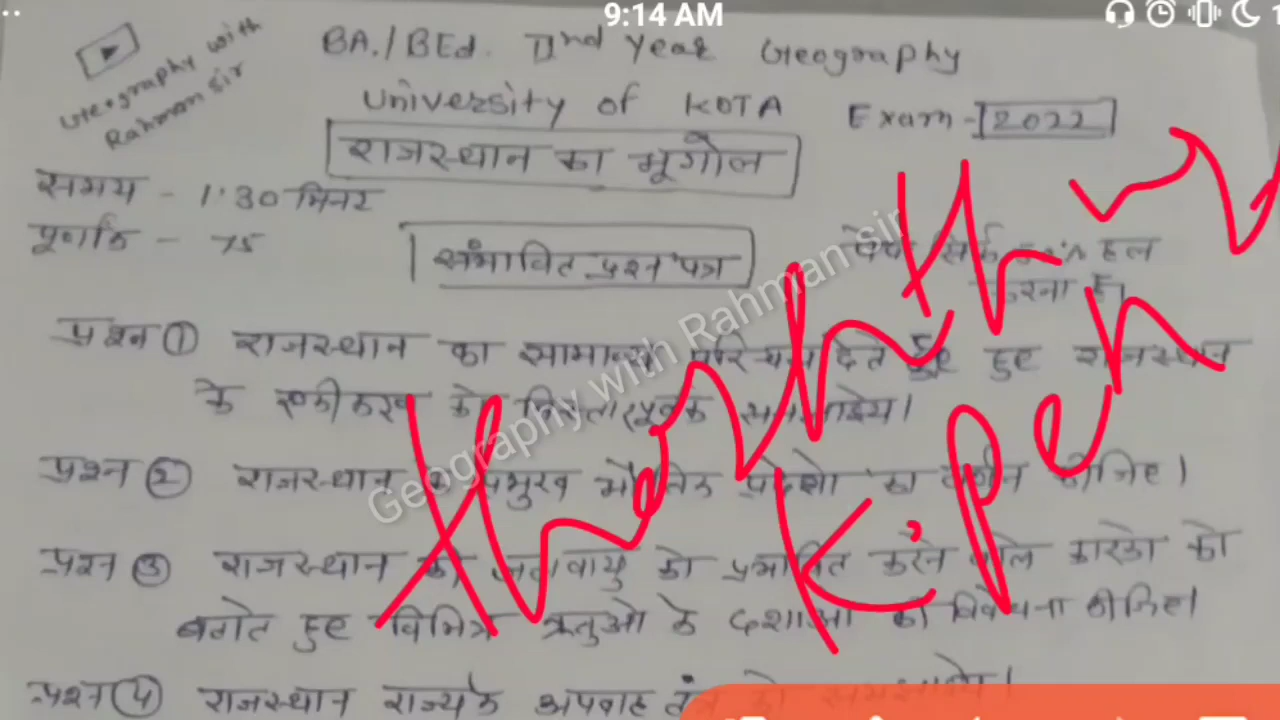 9:14 AM
Geography with
Rahman sir
BA./BEd. IInd Year Geography
University of KOTA Exam - 2022
राजस्थान का भूगोल
समय - 1:30 मिनट
पूर्णांक - 75
संभावित प्रश्न पत्र
सिर्फ हल
करना है।
प्रश्न ① राजस्थान का सामान्य परिचय देते हुए हुए राजस्थान
के एकीकरण को विस्तारपूर्वक समझाइये।
प्रश्न ② राजस्थान के प्रमुख भौतिक प्रदेशो का वर्णन कीजिए।
प्रश्न ③ राजस्थान की जलवायु को प्रभावित करने वाले कारको को
बताते हुए विभिन्न ऋतुओ के दशाओ की विवेचना कीजिए।
प्रश्न ④ राजस्थान राज्य के अपवाह तंत्र को समझाइये।
Geography with Rahman sir